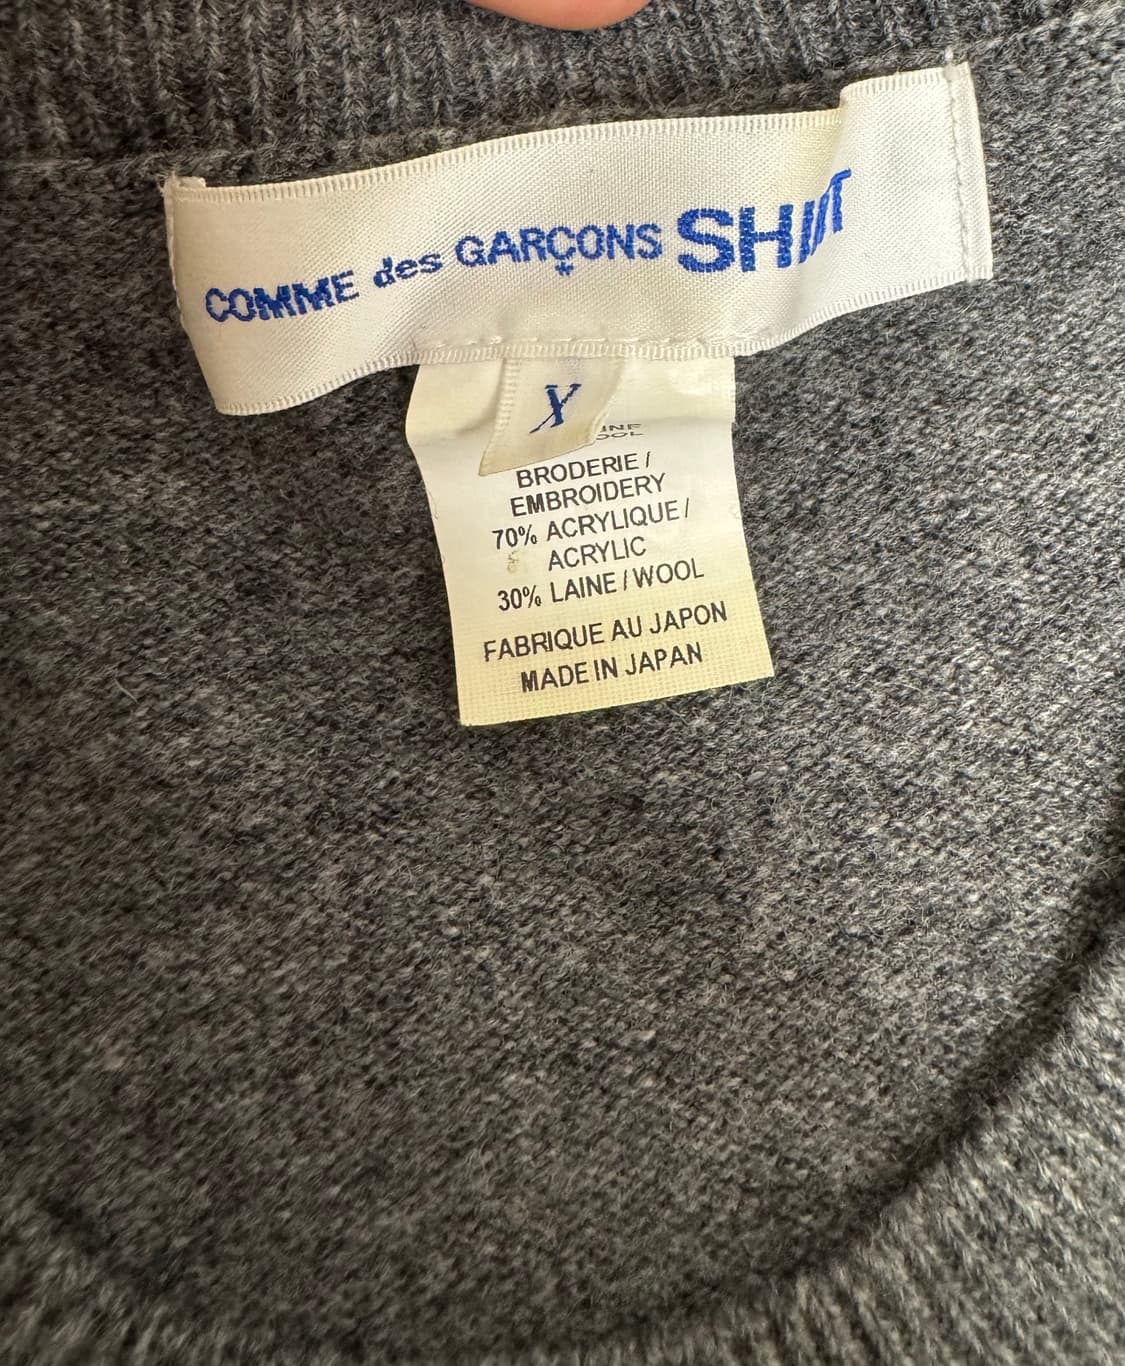 COMME des GARÇONS SHIRT
X
BRODERIE /
EMBROIDERY
70% ACRYLIQUE /
ACRYLIC
30% LAINE / WOOL
FABRIQUE AU JAPON
MADE IN JAPAN